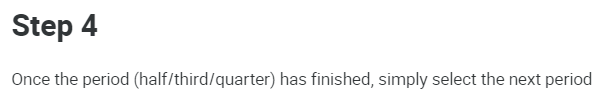 Step 4
Once the period (half/third/quarter) has finished, simply select the next period